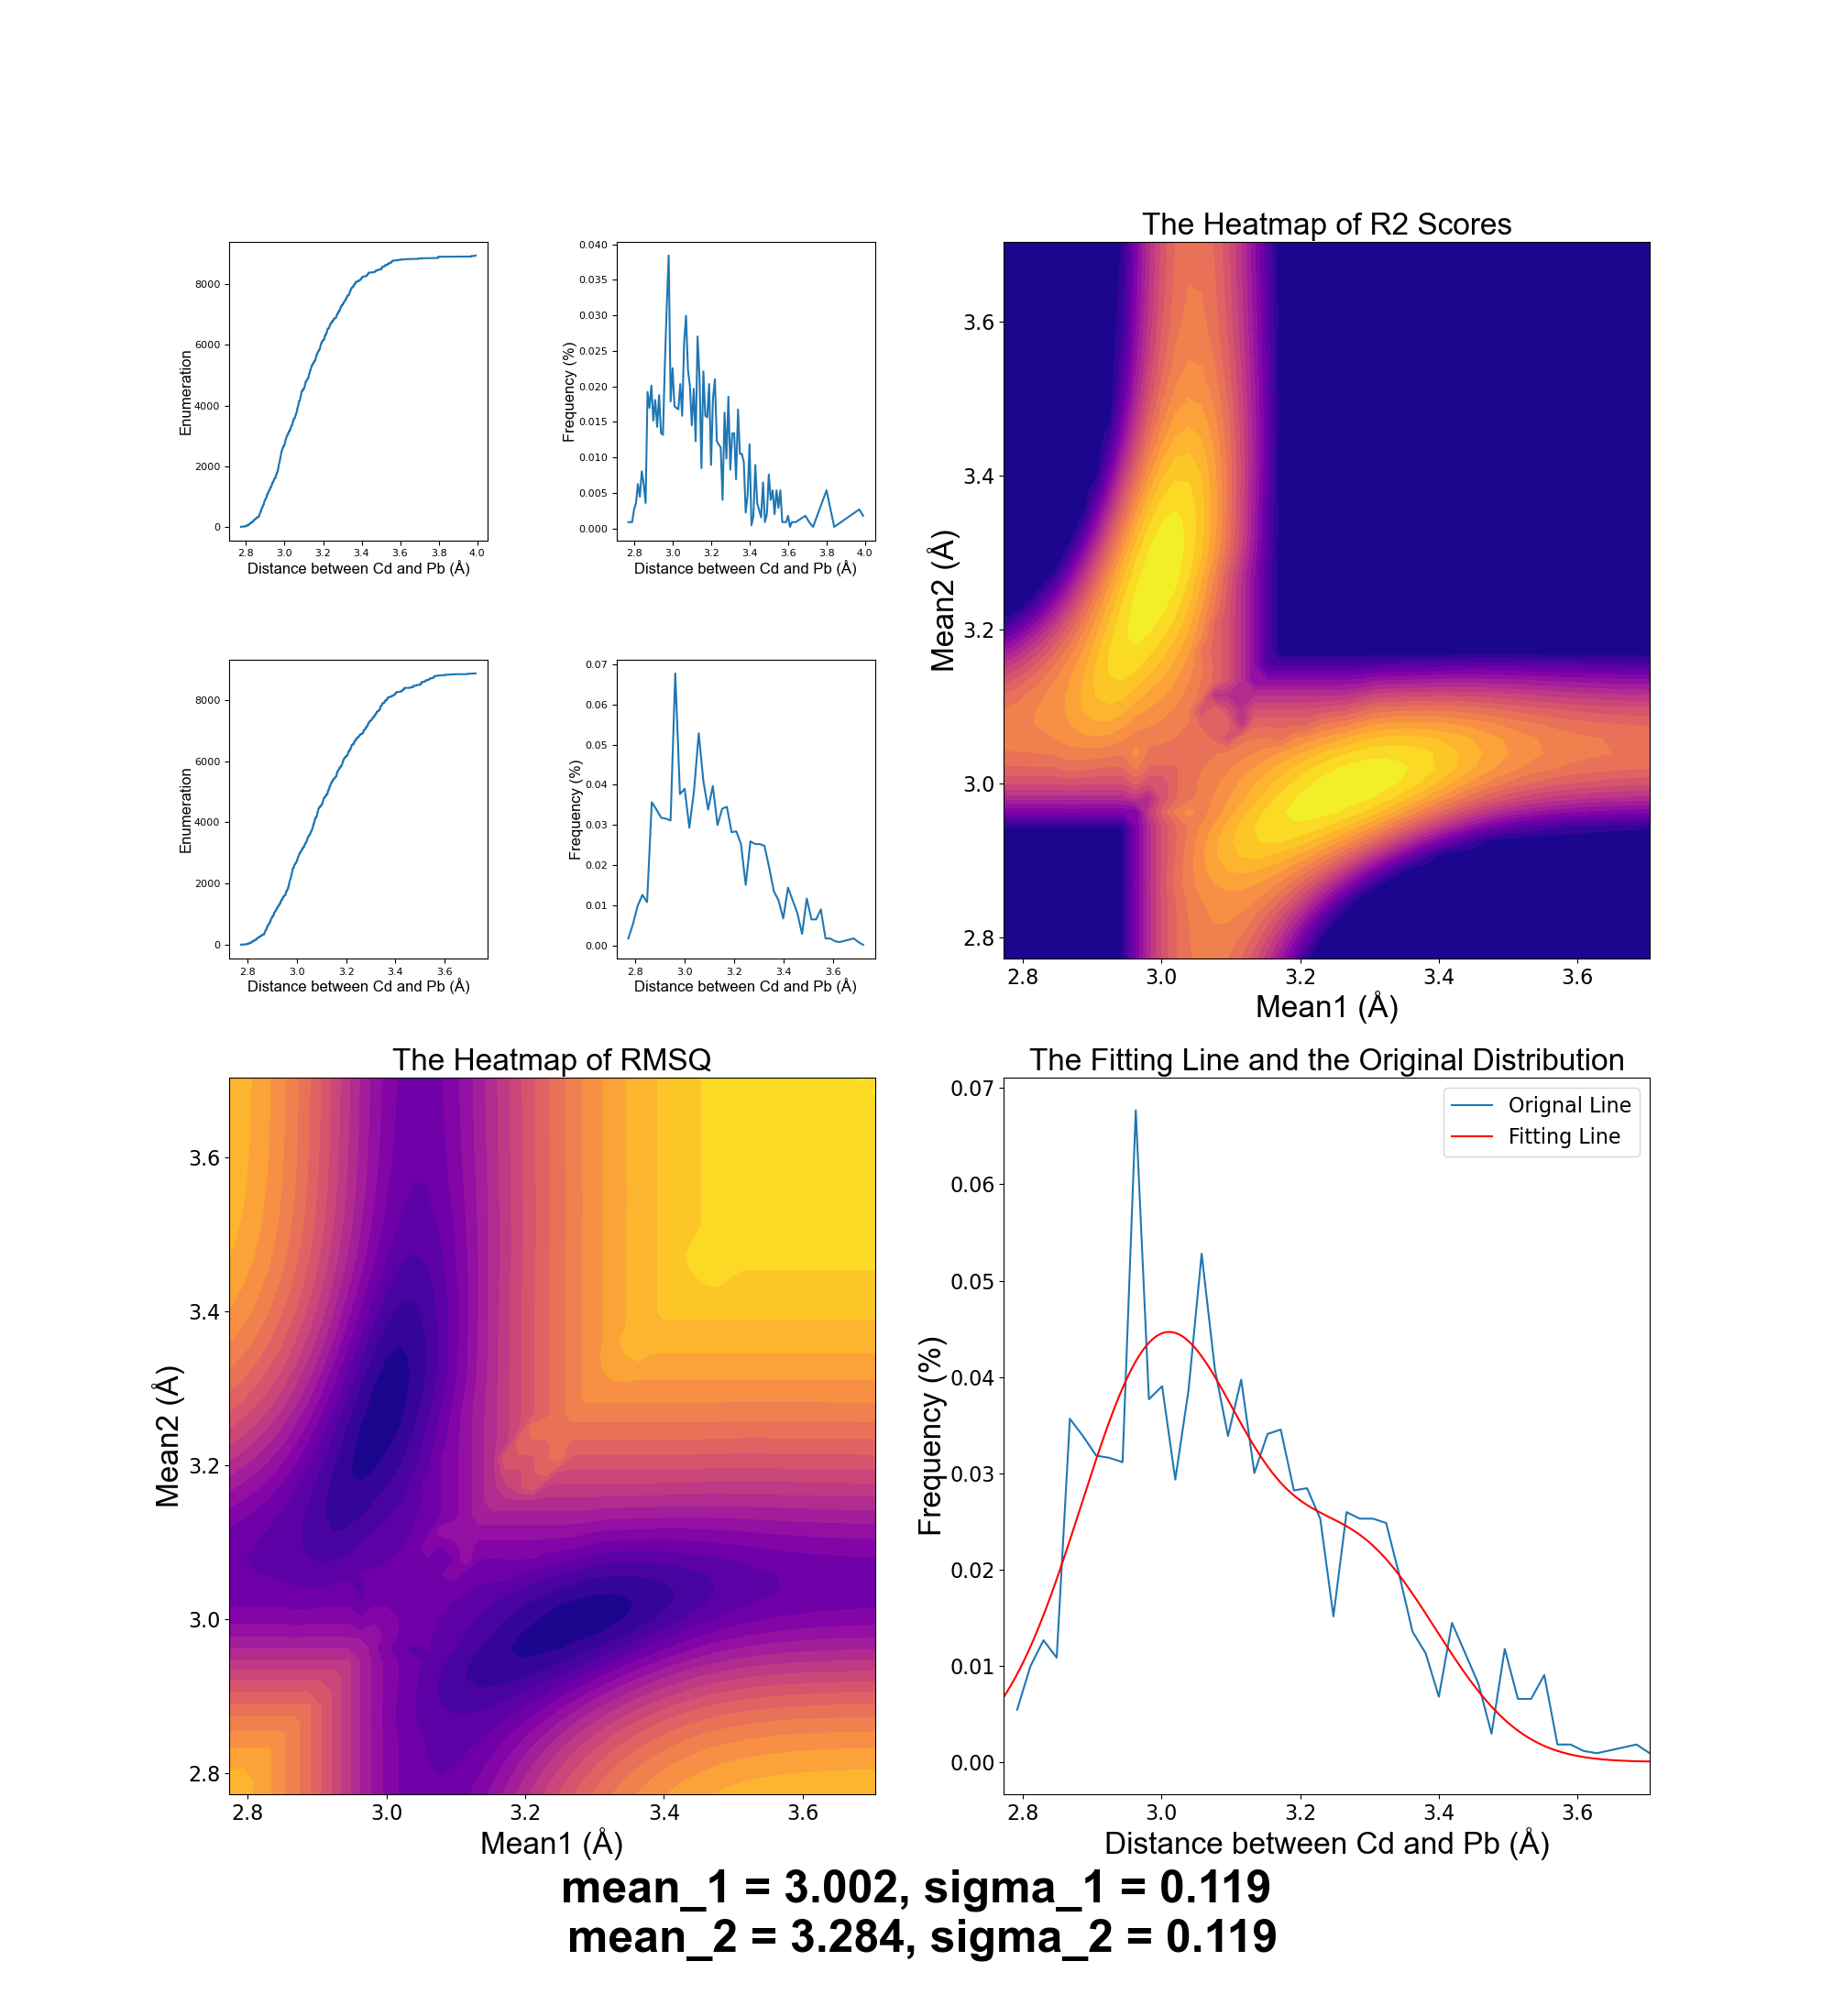 8000
6000
4000
2000
0
Enumeration
2.8 3.0 3.2 3.4 3.6 3.8 4.0
Distance between Cd and Pb (Å)
0.040
0.035
0.030
0.025
0.020
0.015
0.010
0.005
0.000
Frequency (%)
2.8 3.0 3.2 3.4 3.6 3.8 4.0
Distance between Cd and Pb (Å)
The Heatmap of R2 Scores
3.6
3.4
3.2
3.0
2.8
Mean2 (Å)
2.8 3.0 3.2 3.4 3.6
Mean1 (Å)
8000
6000
4000
2000
0
Enumeration
2.8 3.0 3.2 3.4 3.6
Distance between Cd and Pb (Å)
0.07
0.06
0.05
0.04
0.03
0.02
0.01
0.00
Frequency (%)
2.8 3.0 3.2 3.4 3.6
Distance between Cd and Pb (Å)
The Heatmap of RMSQ
3.6
3.4
3.2
3.0
2.8
Mean2 (Å)
2.8 3.0 3.2 3.4 3.6
Mean1 (Å)
The Fitting Line and the Original Distribution
Orignal Line
Fitting Line
0.07
0.06
0.05
0.04
0.03
0.02
0.01
0.00
Frequency (%)
2.8 3.0 3.2 3.4 3.6
Distance between Cd and Pb (Å)
mean_1 = 3.002, sigma_1 = 0.119
mean_2 = 3.284, sigma_2 = 0.119